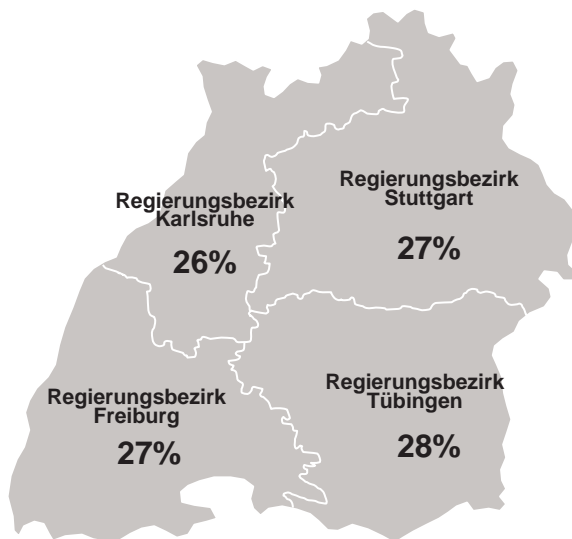 Regierungsbezirk
Stuttgart
27%
Regierungsbezirk
Karlsruhe
26%
Regierungsbezirk
Tübingen
28%
Regierungsbezirk
Freiburg
27%